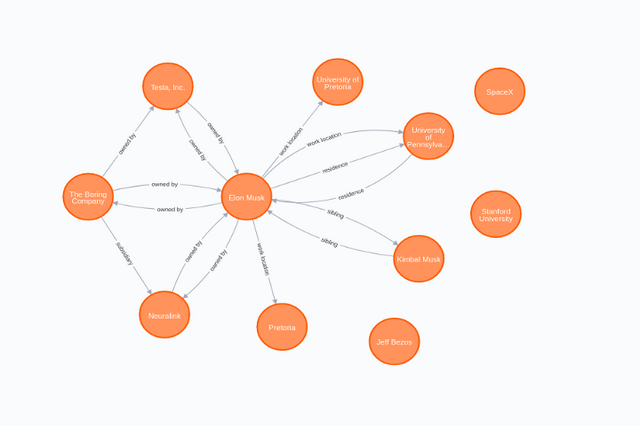 Tesla, Inc.
University of
Pretoria
SpaceX
University
of
Pennsylva...
The Boring
Company
Elon Musk
Stanford
University
Kimbal Musk
Neuralink
Pretoria
Jeff Bezos
owned by
owned by
owned by
owned by
owned by
subsidiary
owned by
owned by
work location
work location
residence
residence
sibling
sibling
work location